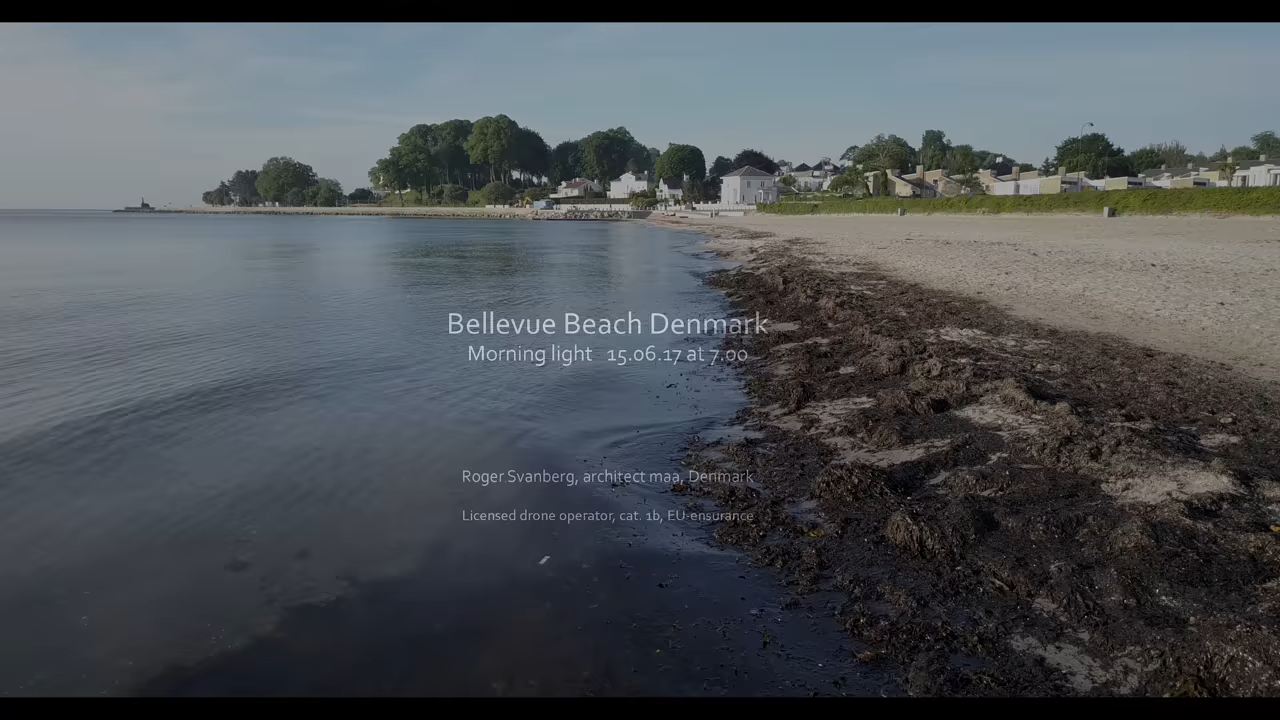 Bellevue Beach Denmark
Morning light 15.06.17 at 7.00
Roger Svanberg, architect maa, Denmark
Licensed drone operator, cat. 1b, EU-ensurance